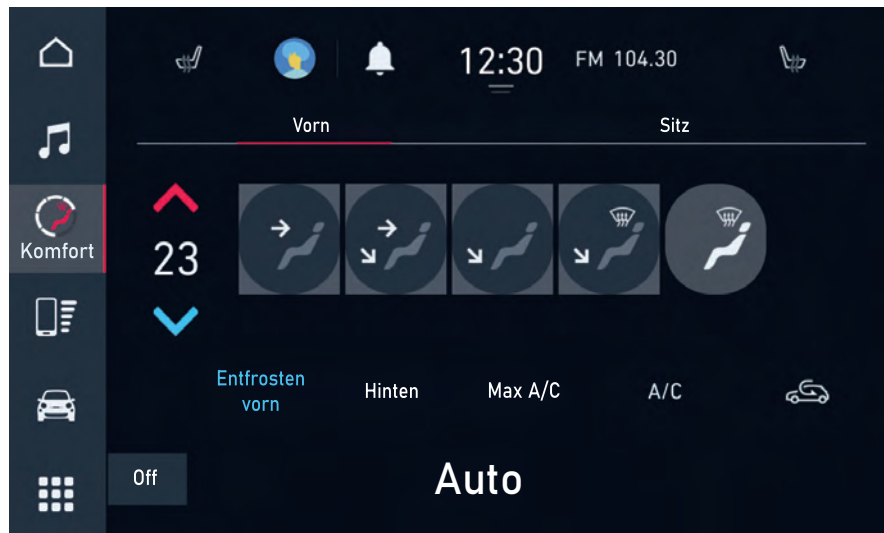 12:30 FM 104.30
Vorn Sitz
Komfort
23
Entfrosten
vorn
Hinten Max A/C A/C
Off Auto